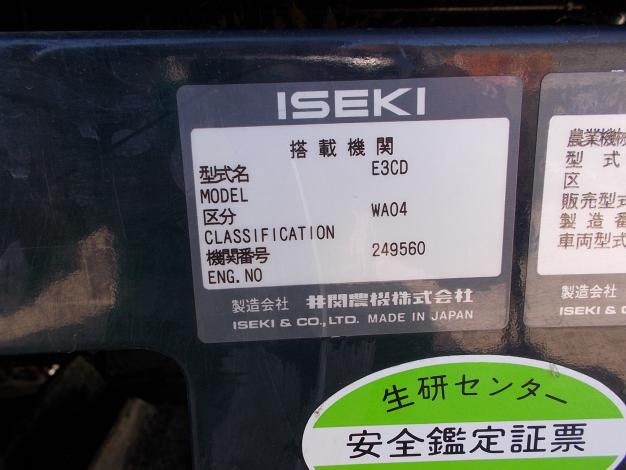 ISEKI
搭載機関
型式名 E3CD
MODEL
区分 WA04
CLASSIFICATION
機関番号 249560
ENG.NO
製造会社 井関農機株式会社
ISEKI & CO., LTD. MADE IN JAPAN
農業機械
型式
区
販売型式
製造番
車両型式
製造会社
ISEKI & CO
生研センター
安全鑑定証票